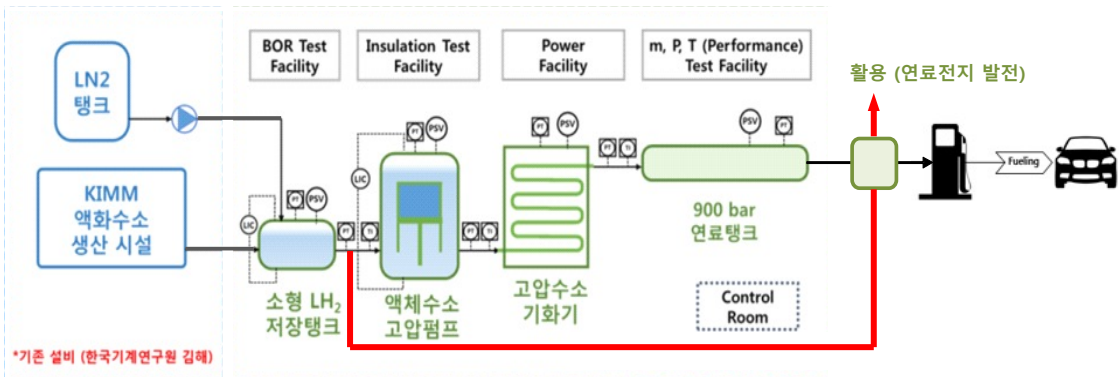 BOR Test
Facility
Insulation Test
Facility
Power
Facility
m, P, T (Performance)
Test Facility
활용 (연료전지 발전)
LN2
탱크
PT
PSV
PT
PSV
PT
PSV
PSV
PT
LIC
PT
TI
Fueling
KIMM
액화수소
생산 시설
LIC
PT
PSV
PT
TI
PT
TI
900 bar
연료탱크
소형 LH₂
저장탱크
액체수소
고압펌프
고압수소
기화기
Control
Room
*기존 설비 (한국기계연구원 김해)